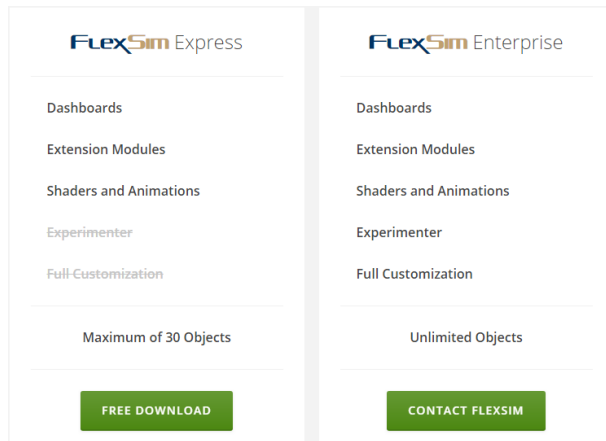 FlexSim Express
Dashboards
Extension Modules
Shaders and Animations
Experimenter
Full Customization
Maximum of 30 Objects
FREE DOWNLOAD
FlexSim Enterprise
Dashboards
Extension Modules
Shaders and Animations
Experimenter
Full Customization
Unlimited Objects
CONTACT FLEXSIM